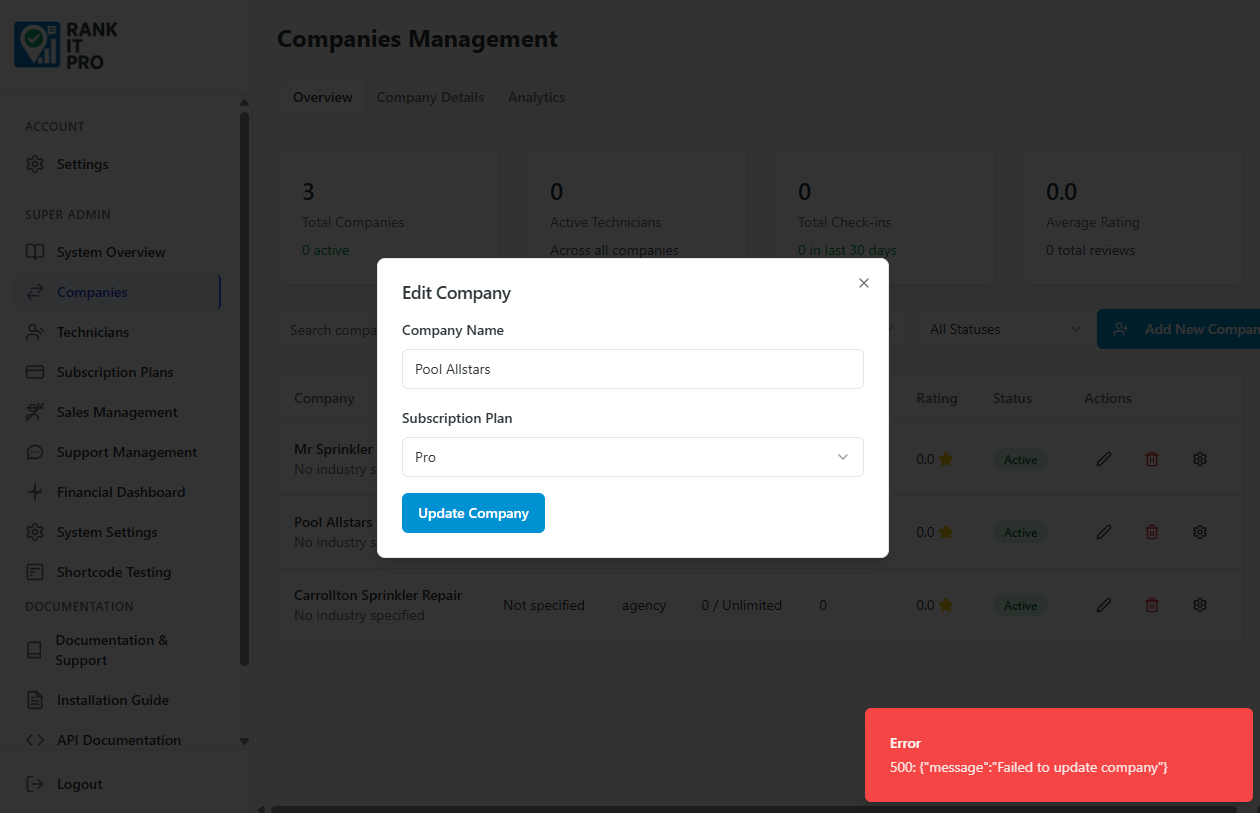 RANK
IT
PRO
ACCOUNT
Settings
SUPER ADMIN
System Overview
Companies
Technicians
Subscription Plans
Sales Management
Support Management
Financial Dashboard
System Settings
Shortcode Testing
DOCUMENTATION
Documentation &
Support
Installation Guide
API Documentation
Logout
Companies Management
Overview Company Details Analytics
3
Total Companies
0 active
0
Active Technicians
Across all companies
0
Total Check-ins
0 in last 30 days
0.0
Average Rating
0 total reviews
Search compa
All Statuses
Add New Compan
Company Rating Status Actions
Mr Sprinkler 0.0 Active
No industry s
Pool Allstars 0.0 Active
No industry s
Carrollton Sprinkler Repair Not specified agency 0 / Unlimited 0 0.0 Active
No industry specified
Edit Company
Company Name
Pool Allstars
Subscription Plan
Pro
Update Company
Error
500: {"message":"Failed to update company"}